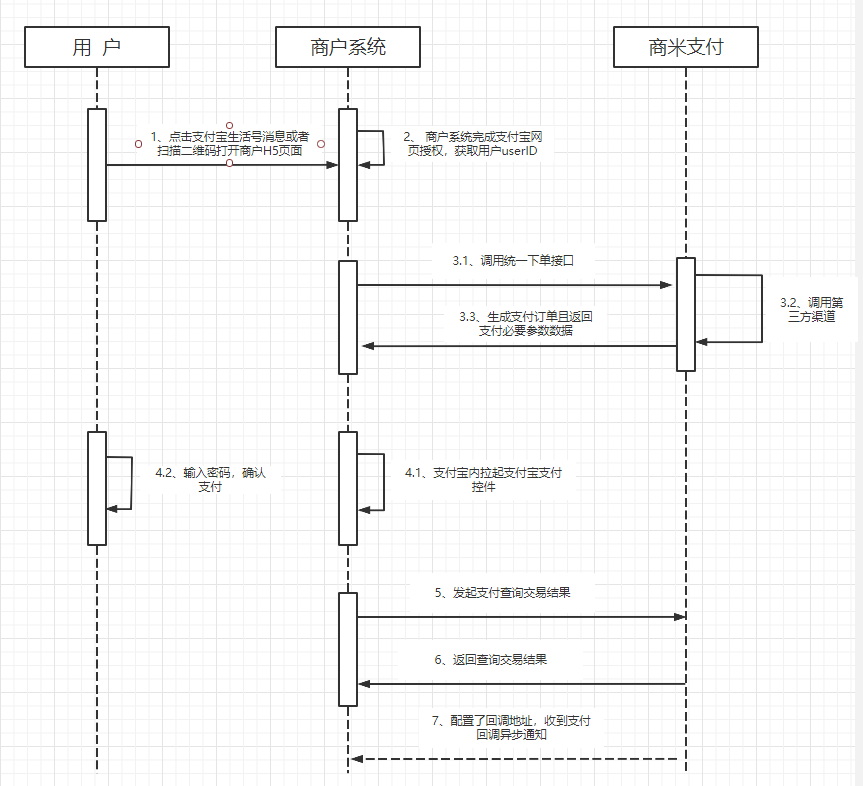 用 户
商户系统
商米支付
1、点击支付宝生活号消息或者
扫描二维码打开商户H5页面
2、 商户系统完成支付宝网
页授权，获取用户userID
3.1、调用统一下单接口
3.2、调用第
三方渠道
3.3、生成支付订单且返回
支付必要参数数据
4.2、输入密码，确认
支付
4.1、支付宝内拉起支付宝支付
控件
5、发起支付查询交易结果
6、返回查询交易结果
7、配置了回调地址，收到支付
回调异步通知